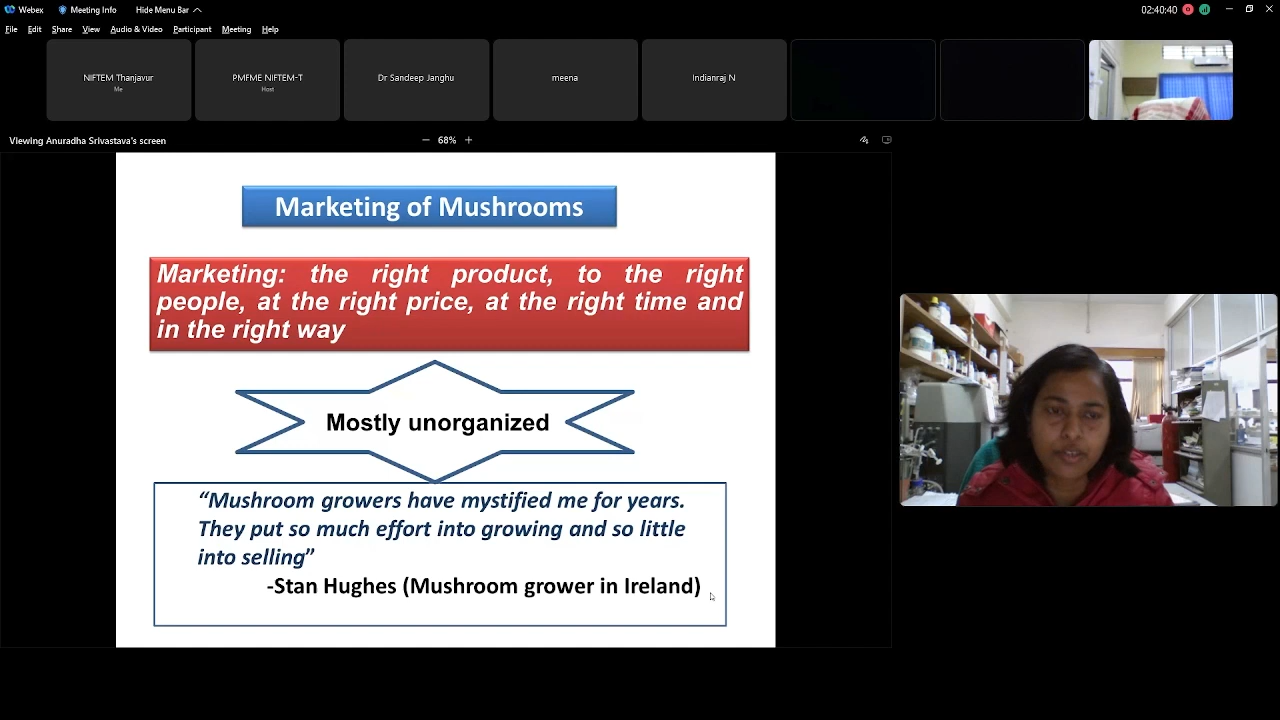 Webex
Meeting Info
Hide Menu Bar
02:40:40
File Edit Share View Audio & Video Participant Meeting Help
NIFTEM Thanjavur
Me
PMFME NIFTEM-T
Host
Dr Sandeep Janghu
meena
Indianraj N
Viewing Anuradha Srivastava's screen
− 68% +
Marketing of Mushrooms
Marketing: the right product, to the right
people, at the right price, at the right time and
in the right way
Mostly unorganized
“Mushroom growers have mystified me for years.
They put so much effort into growing and so little
into selling”
-Stan Hughes (Mushroom grower in Ireland)